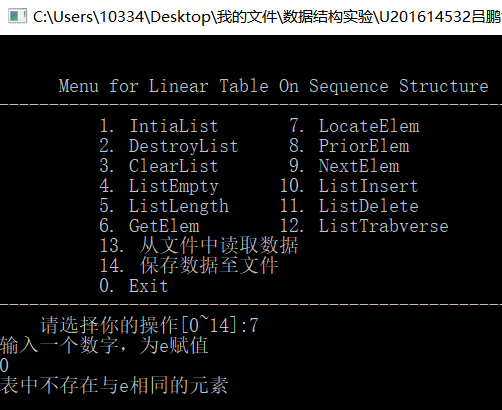 C:\Users\10334\Desktop\我的文件\数据结构实验\U201614532吕鹏
Menu for Linear Table On Sequence Structure
1. IntiaList 7. LocateElem
2. DestroyList 8. PriorElem
3. ClearList 9. NextElem
4. ListEmpty 10. ListInsert
5. ListLength 11. ListDelete
6. GetElem 12. ListTrabverse
13. 从文件中读取数据
14. 保存数据至文件
0. Exit
请选择你的操作[0~14]:7
输入一个数字，为e赋值
0
表中不存在与e相同的元素